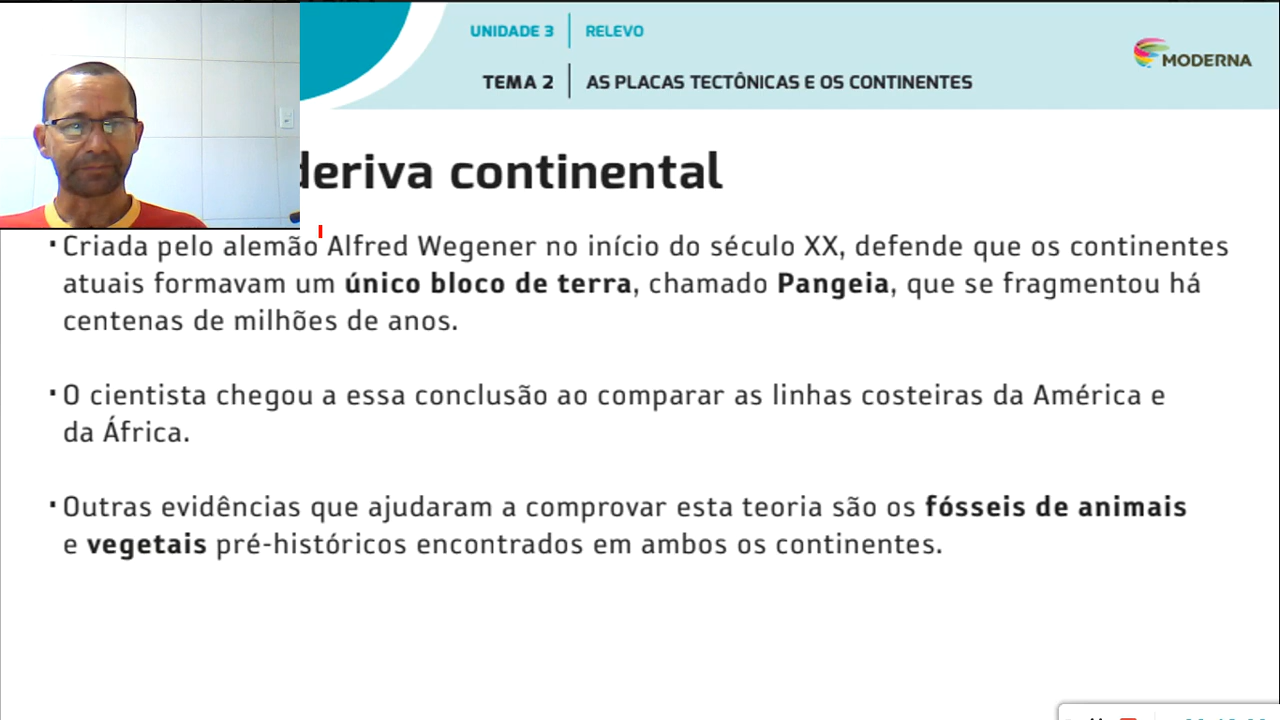 UNIDADE 3 RELEVO
TEMA 2 AS PLACAS TECTÔNICAS E OS CONTINENTES
MODERNA
deriva continental
Criada pelo alemão Alfred Wegener no início do século XX, defende que os continentes
atuais formavam um único bloco de terra, chamado Pangeia, que se fragmentou há
centenas de milhões de anos.
O cientista chegou a essa conclusão ao comparar as linhas costeiras da América e
da África.
Outras evidências que ajudaram a comprovar esta teoria são os fósseis de animais
e vegetais pré-históricos encontrados em ambos os continentes.